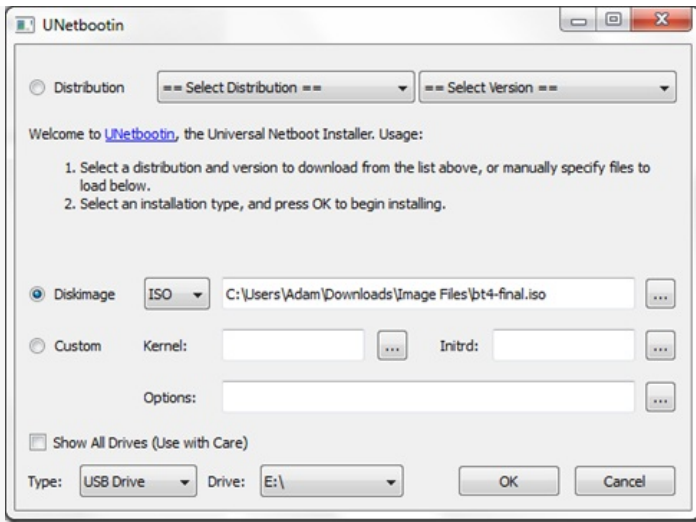 UNetbootin
Distribution == Select Distribution == == Select Version ==
Welcome to UNetbootin, the Universal Netboot Installer. Usage:
1. Select a distribution and version to download from the list above, or manually specify files to
load below.
2. Select an installation type, and press OK to begin installing.
Diskimage ISO C:\Users\Adam\Downloads\Image Files\bt4-final.iso ...
Custom Kernel: ... Initrd: ...
Options: ...
Show All Drives (Use with Care)
Type: USB Drive Drive: E:\ OK Cancel